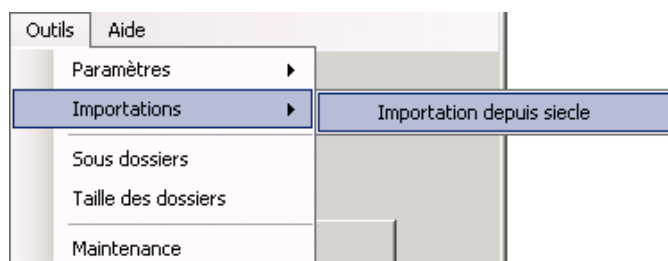 Outils Aide
Paramètres
Importations
Importation depuis siecle
Sous dossiers
Taille des dossiers
Maintenance